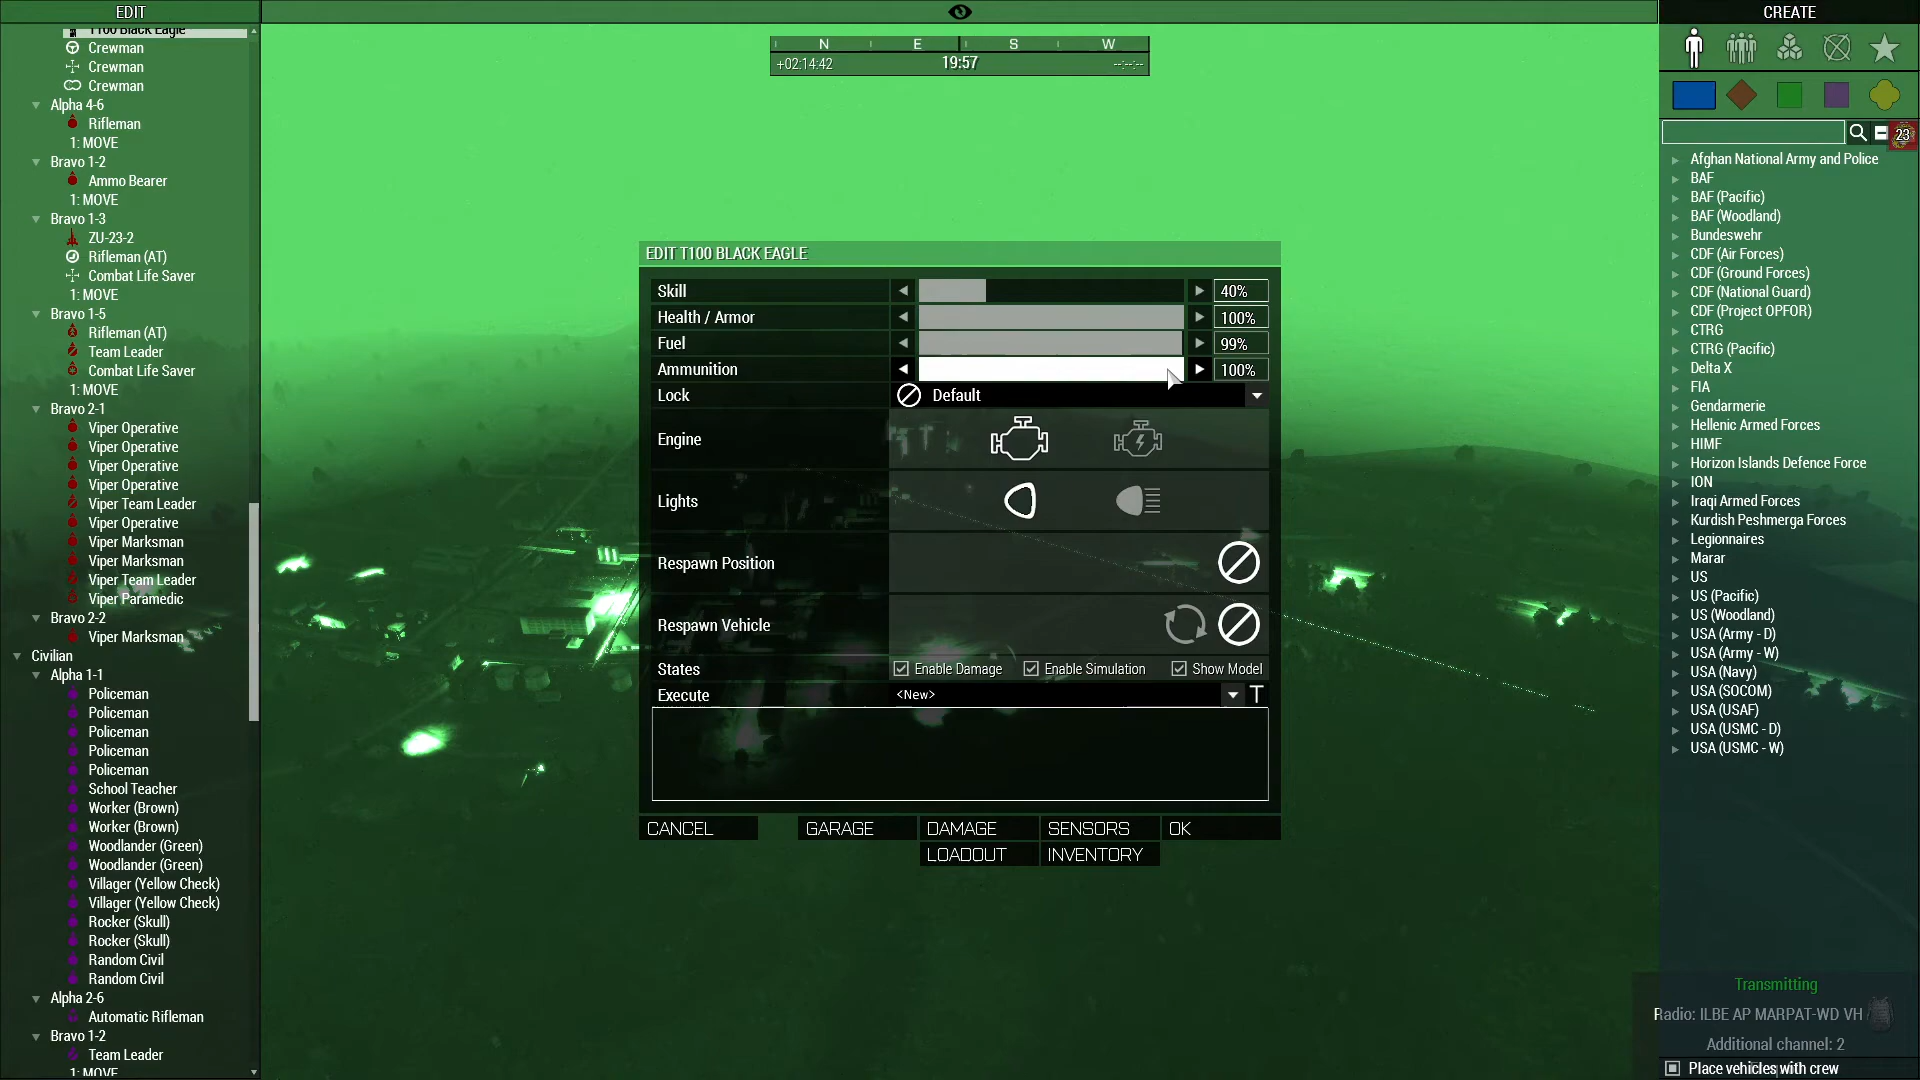 EDIT
T100 Black Eagle
Crewman
Crewman
Crewman
Alpha 4-6
Rifleman
1: MOVE
Bravo 1-2
Ammo Bearer
1: MOVE
Bravo 1-3
ZU-23-2
Rifleman (AT)
Combat Life Saver
1: MOVE
Bravo 1-5
Rifleman (AT)
Team Leader
Combat Life Saver
1: MOVE
Bravo 2-1
Viper Operative
Viper Operative
Viper Operative
Viper Operative
Viper Team Leader
Viper Operative
Viper Marksman
Viper Marksman
Viper Team Leader
Viper Paramedic
Bravo 2-2
Viper Marksman
Civilian
Alpha 1-1
Policeman
Policeman
Policeman
Policeman
Policeman
School Teacher
Worker (Brown)
Worker (Brown)
Woodlander (Green)
Woodlander (Green)
Villager (Yellow Check)
Villager (Yellow Check)
Rocker (Skull)
Rocker (Skull)
Random Civil
Random Civil
Alpha 2-6
Automatic Rifleman
Bravo 1-2
Team Leader
1: MOVE
N E S W
+02:14:42 19:57 --:--:--
EDIT T100 BLACK EAGLE
Skill 40%
Health / Armor 100%
Fuel 99%
Ammunition 100%
Lock Default
Engine
Lights
Respawn Position
Respawn Vehicle
States Enable Damage Enable Simulation Show Model
Execute <New> T
CANCEL GARAGE DAMAGE SENSORS OK
LOADOUT INVENTORY
CREATE
23
Afghan National Army and Police
BAF
BAF (Pacific)
BAF (Woodland)
Bundeswehr
CDF (Air Forces)
CDF (Ground Forces)
CDF (National Guard)
CDF (Project OPFOR)
CTRG
CTRG (Pacific)
Delta X
FIA
Gendarmerie
Hellenic Armed Forces
HIMF
Horizon Islands Defence Force
ION
Iraqi Armed Forces
Kurdish Peshmerga Forces
Legionnaires
Marar
US
US (Pacific)
US (Woodland)
USA (Army - D)
USA (Army - W)
USA (Navy)
USA (SOCOM)
USA (USAF)
USA (USMC - D)
USA (USMC - W)
Transmitting
Radio: ILBE AP MARPAT-WD VH
Additional channel: 2
Place vehicles with crew